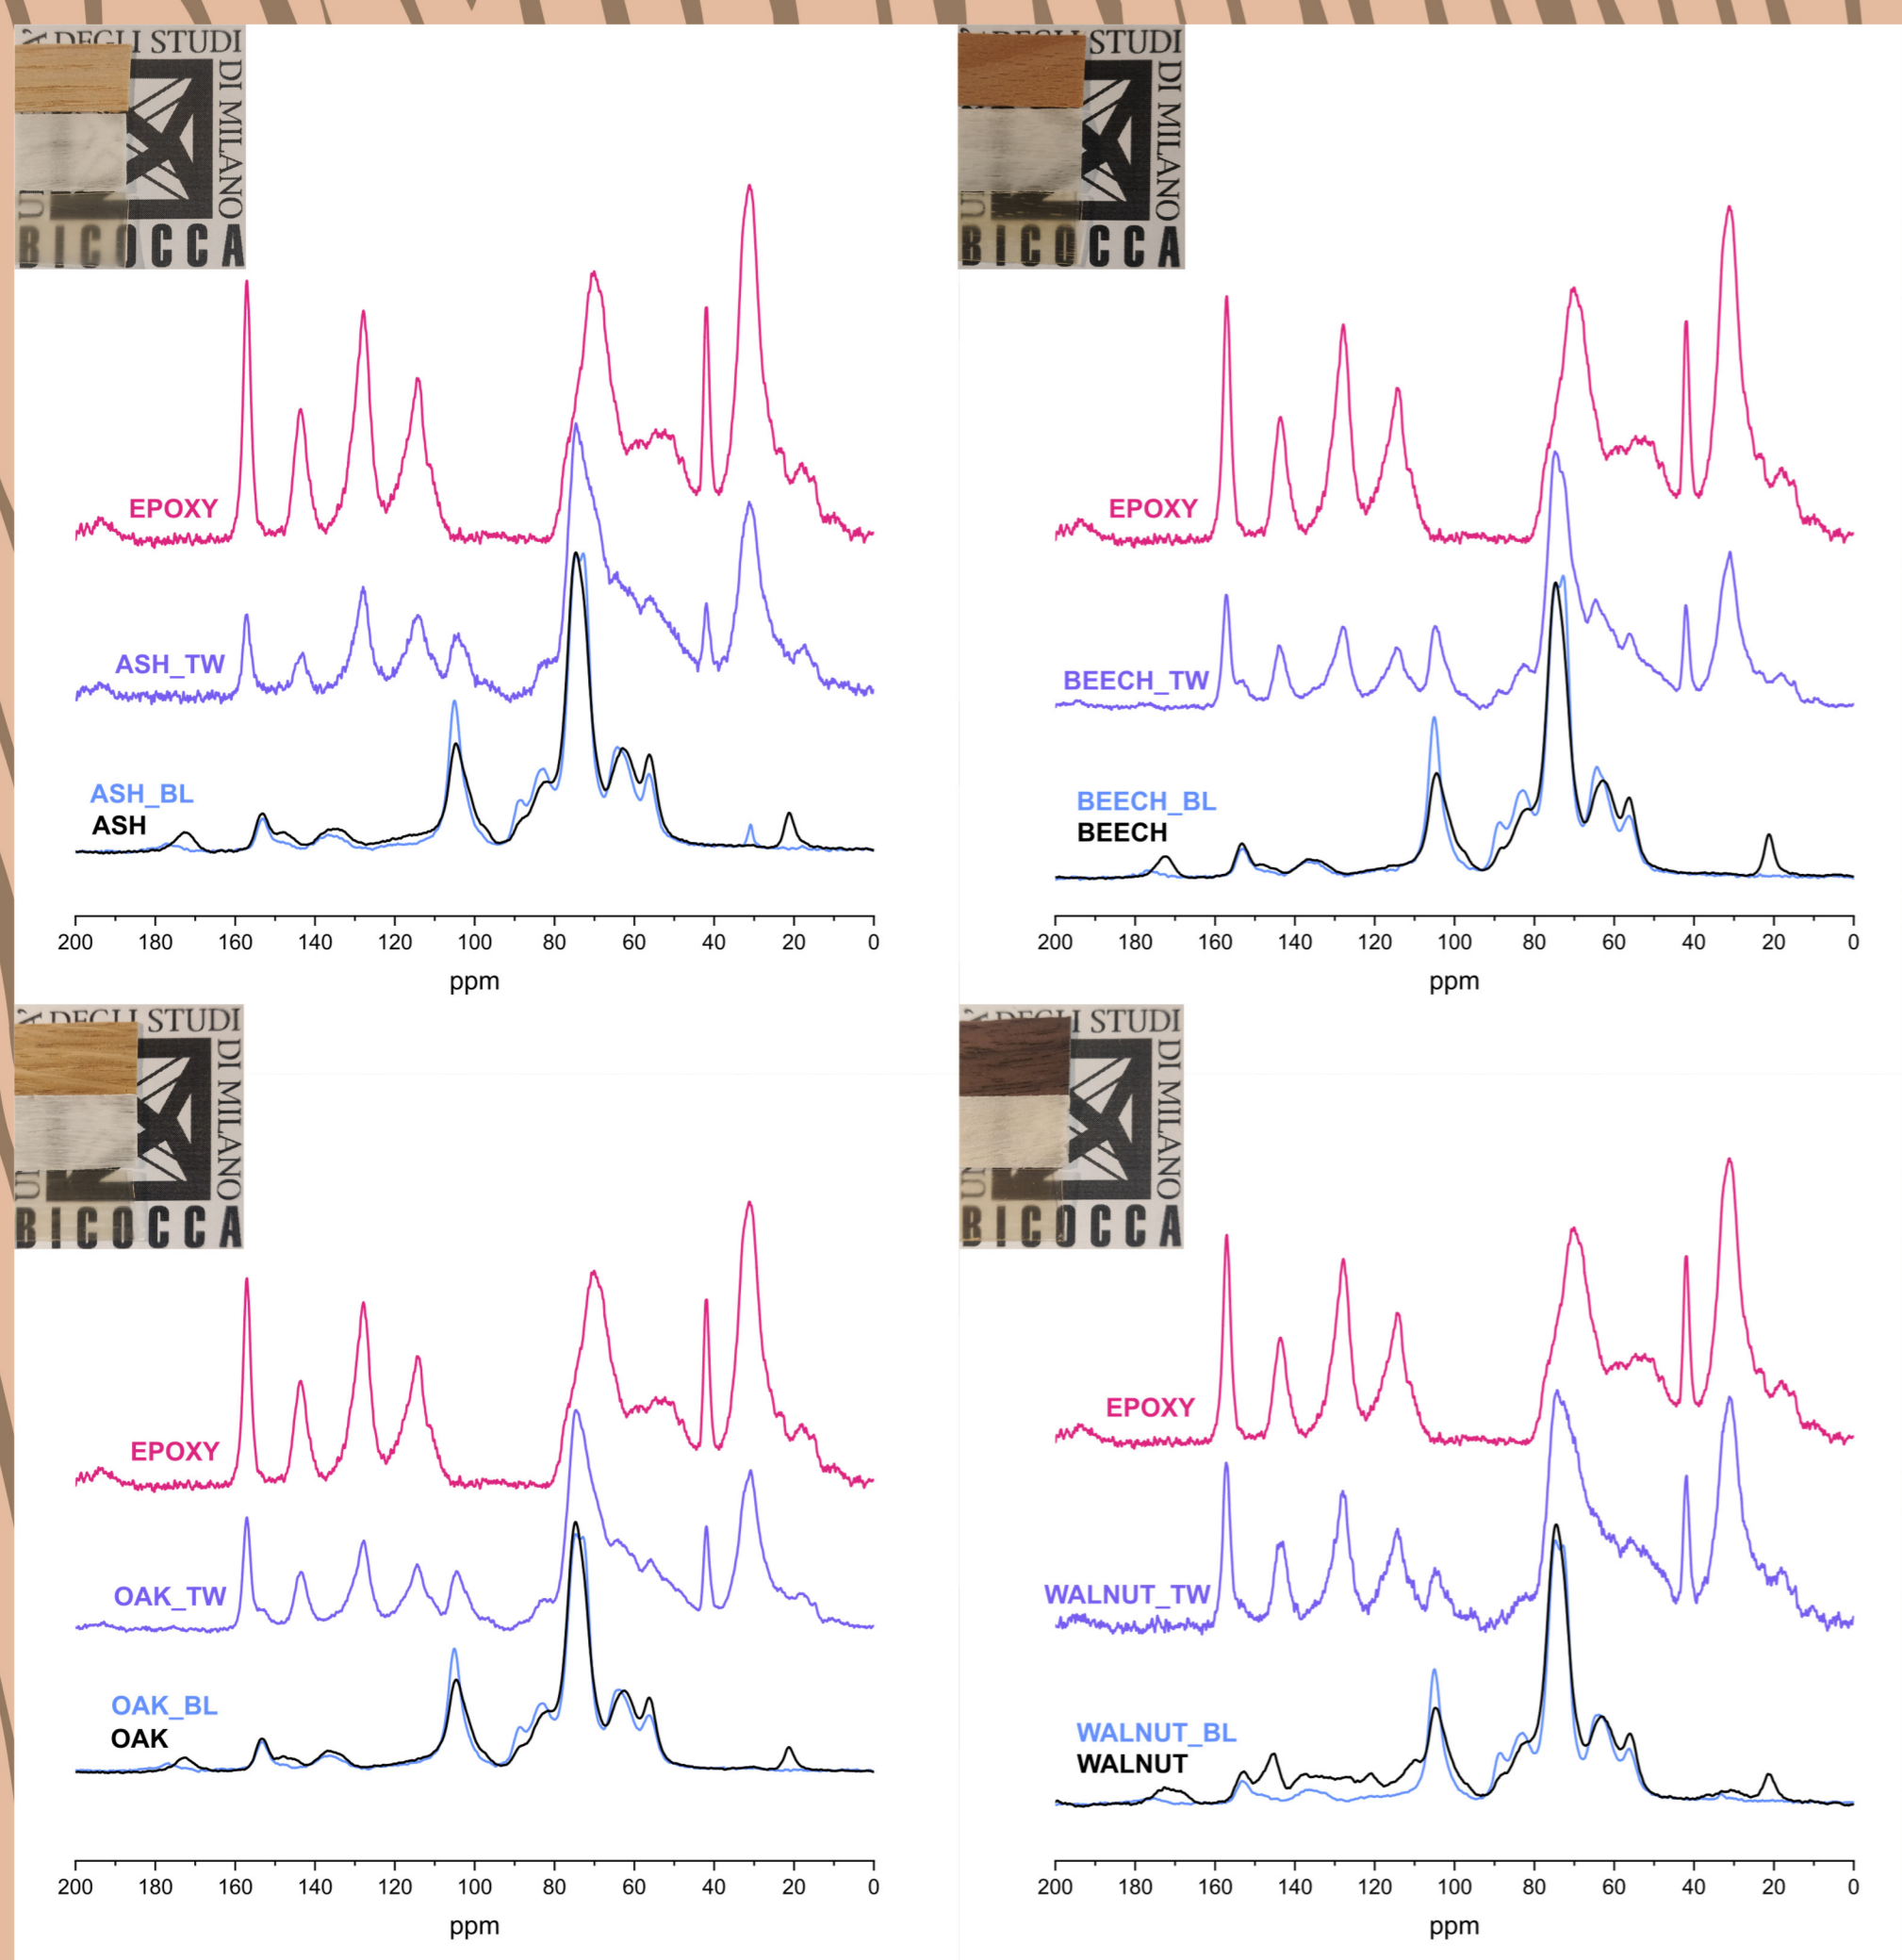 DEGLI STUDI
DI MILANO
BICOCCA
EPOXY
ASH_TW
ASH_BL
ASH
200 180 160 140 120 100 80 60 40 20 0
ppm
DEGLI STUDI
DI MILANO
BICOCCA
EPOXY
BEECH_TW
BEECH_BL
BEECH
200 180 160 140 120 100 80 60 40 20 0
ppm
DEGLI STUDI
DI MILANO
BICOCCA
EPOXY
OAK_TW
OAK_BL
OAK
200 180 160 140 120 100 80 60 40 20 0
ppm
DEGLI STUDI
DI MILANO
BICOCCA
EPOXY
WALNUT_TW
WALNUT_BL
WALNUT
200 180 160 140 120 100 80 60 40 20 0
ppm